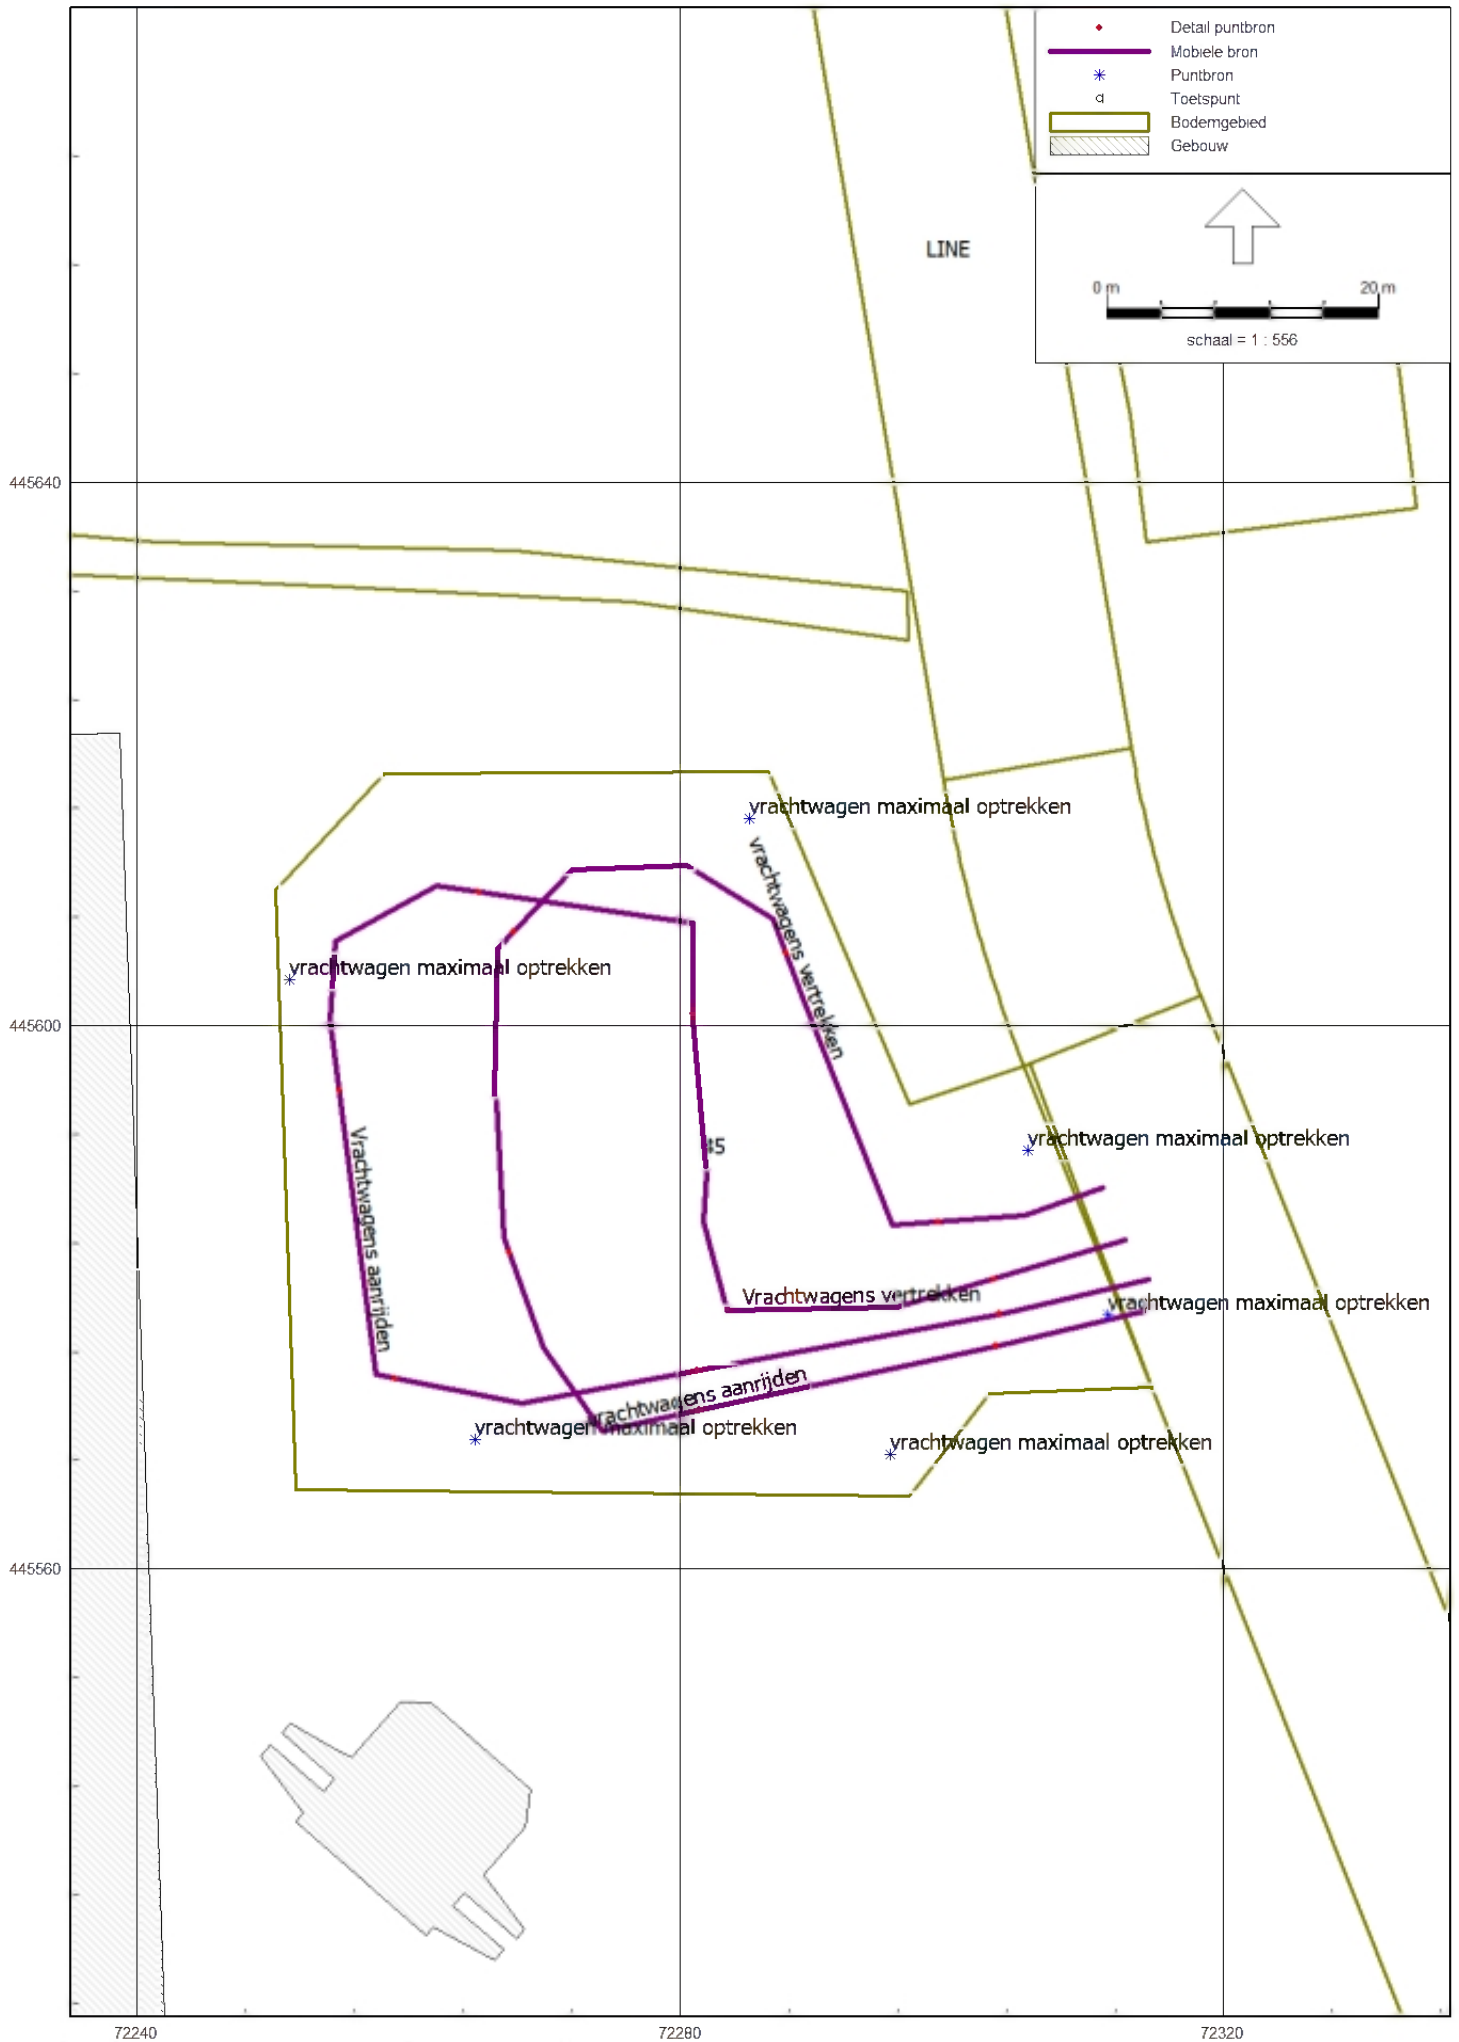 Detail puntbron
Mobiele bron
Puntbron
Toetspunt
Bodemgebied
Gebouw
LINE
0 m 20 m
schaal = 1 : 556
445640
vrachtwagen maximaal optrekken
vrachtwagens vertrekken
vrachtwagen maximaal optrekken
445600
vrachtwagen maximaal optrekken
Vrachtwagens aanrijden
Vrachtwagens vertrekken
vrachtwagen maximaal optrekken
vrachtwagens aanrijden
vrachtwagen maximaal optrekken
vrachtwagen maximaal optrekken
445560
72240 72280 72320